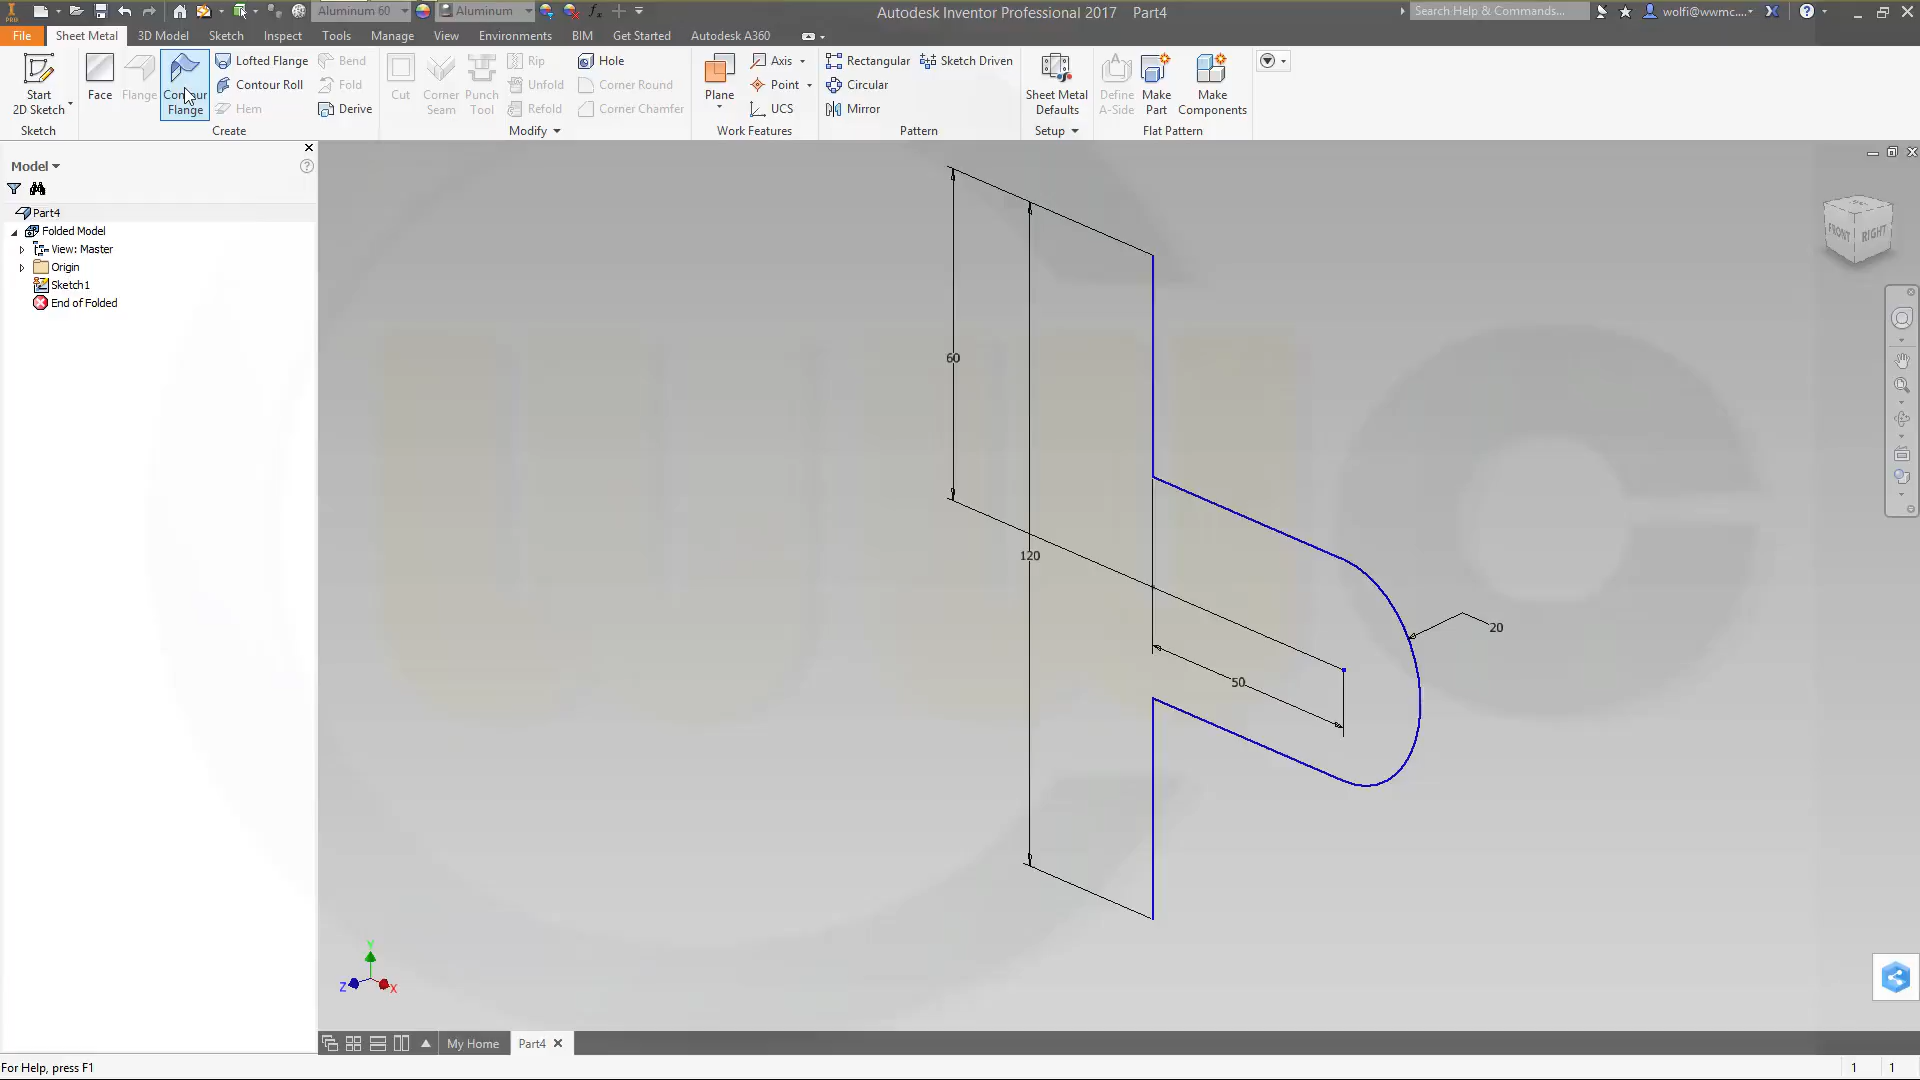 Aluminum 60
Aluminum
Autodesk Inventor Professional 2017 Part4
Search Help & Commands...
wolfi@wwmc....
PRO
File
Sheet Metal
3D Model
Sketch
Inspect
Tools
Manage
View
Environments
BIM
Get Started
Autodesk A360
Start
2D Sketch
Face
Flange
Contour
Flange
Lofted Flange
Contour Roll
Hem
Bend
Fold
Derive
Cut
Corner
Seam
Punch
Tool
Rip
Unfold
Refold
Hole
Corner Round
Corner Chamfer
Plane
Axis
Point
UCS
Rectangular
Circular
Mirror
Sketch Driven
Sheet Metal
Defaults
Define
A-Side
Make
Part
Make
Components
Sketch
Create
Modify
Work Features
Pattern
Setup
Flat Pattern
Model
Part4
Folded Model
View: Master
Origin
Sketch1
End of Folded
60
120
50
20
FRONT
RIGHT
Y
Z
X
My Home
Part4
For Help, press F1
1
1